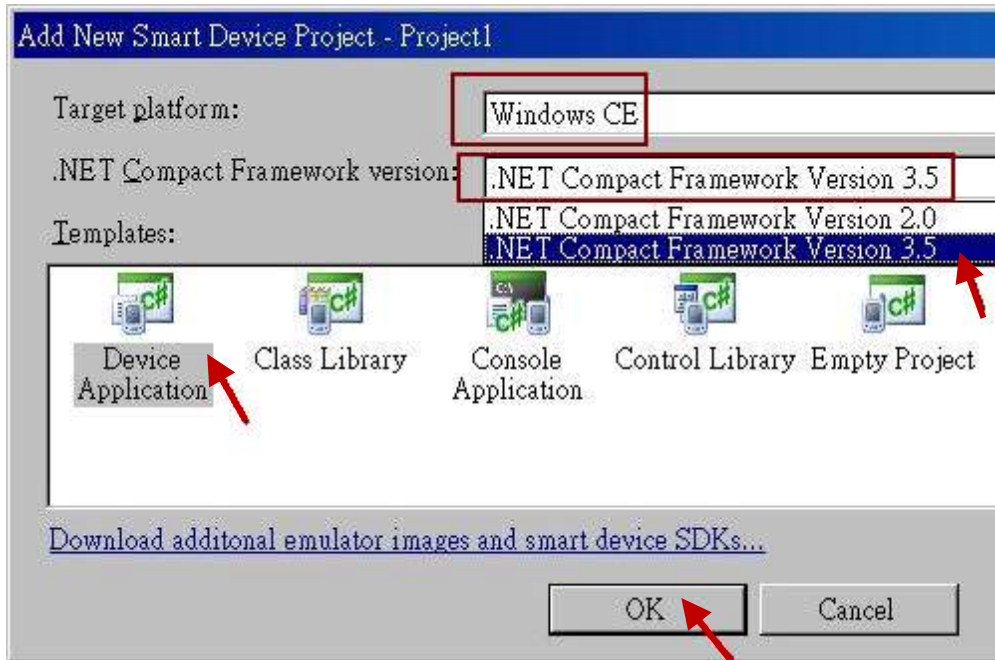 Add New Smart Device Project - Project1
Target platform:
Windows CE
.NET Compact Framework version:
.NET Compact Framework Version 3.5
.NET Compact Framework Version 2.0
.NET Compact Framework Version 3.5
Templates:
Device
Application
Class Library
Console
Application
Control Library
Empty Project
Download additonal emulator images and smart device SDKs...
OK
Cancel